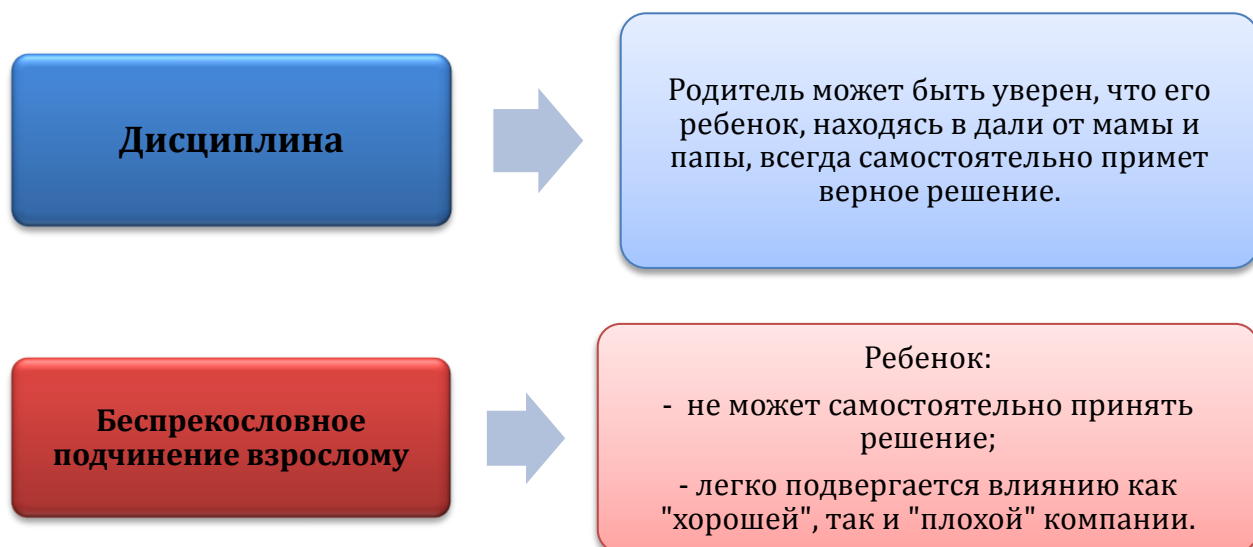 Дисциплина
Родитель может быть уверен, что его
ребенок, находясь в дали от мамы и
папы, всегда самостоятельно примет
верное решение.
Беспрекословное
подчинение взрослому
Ребенок:
- не может самостоятельно принять
решение;
- легко подвергается влиянию как
"хорошей", так и "плохой" компании.